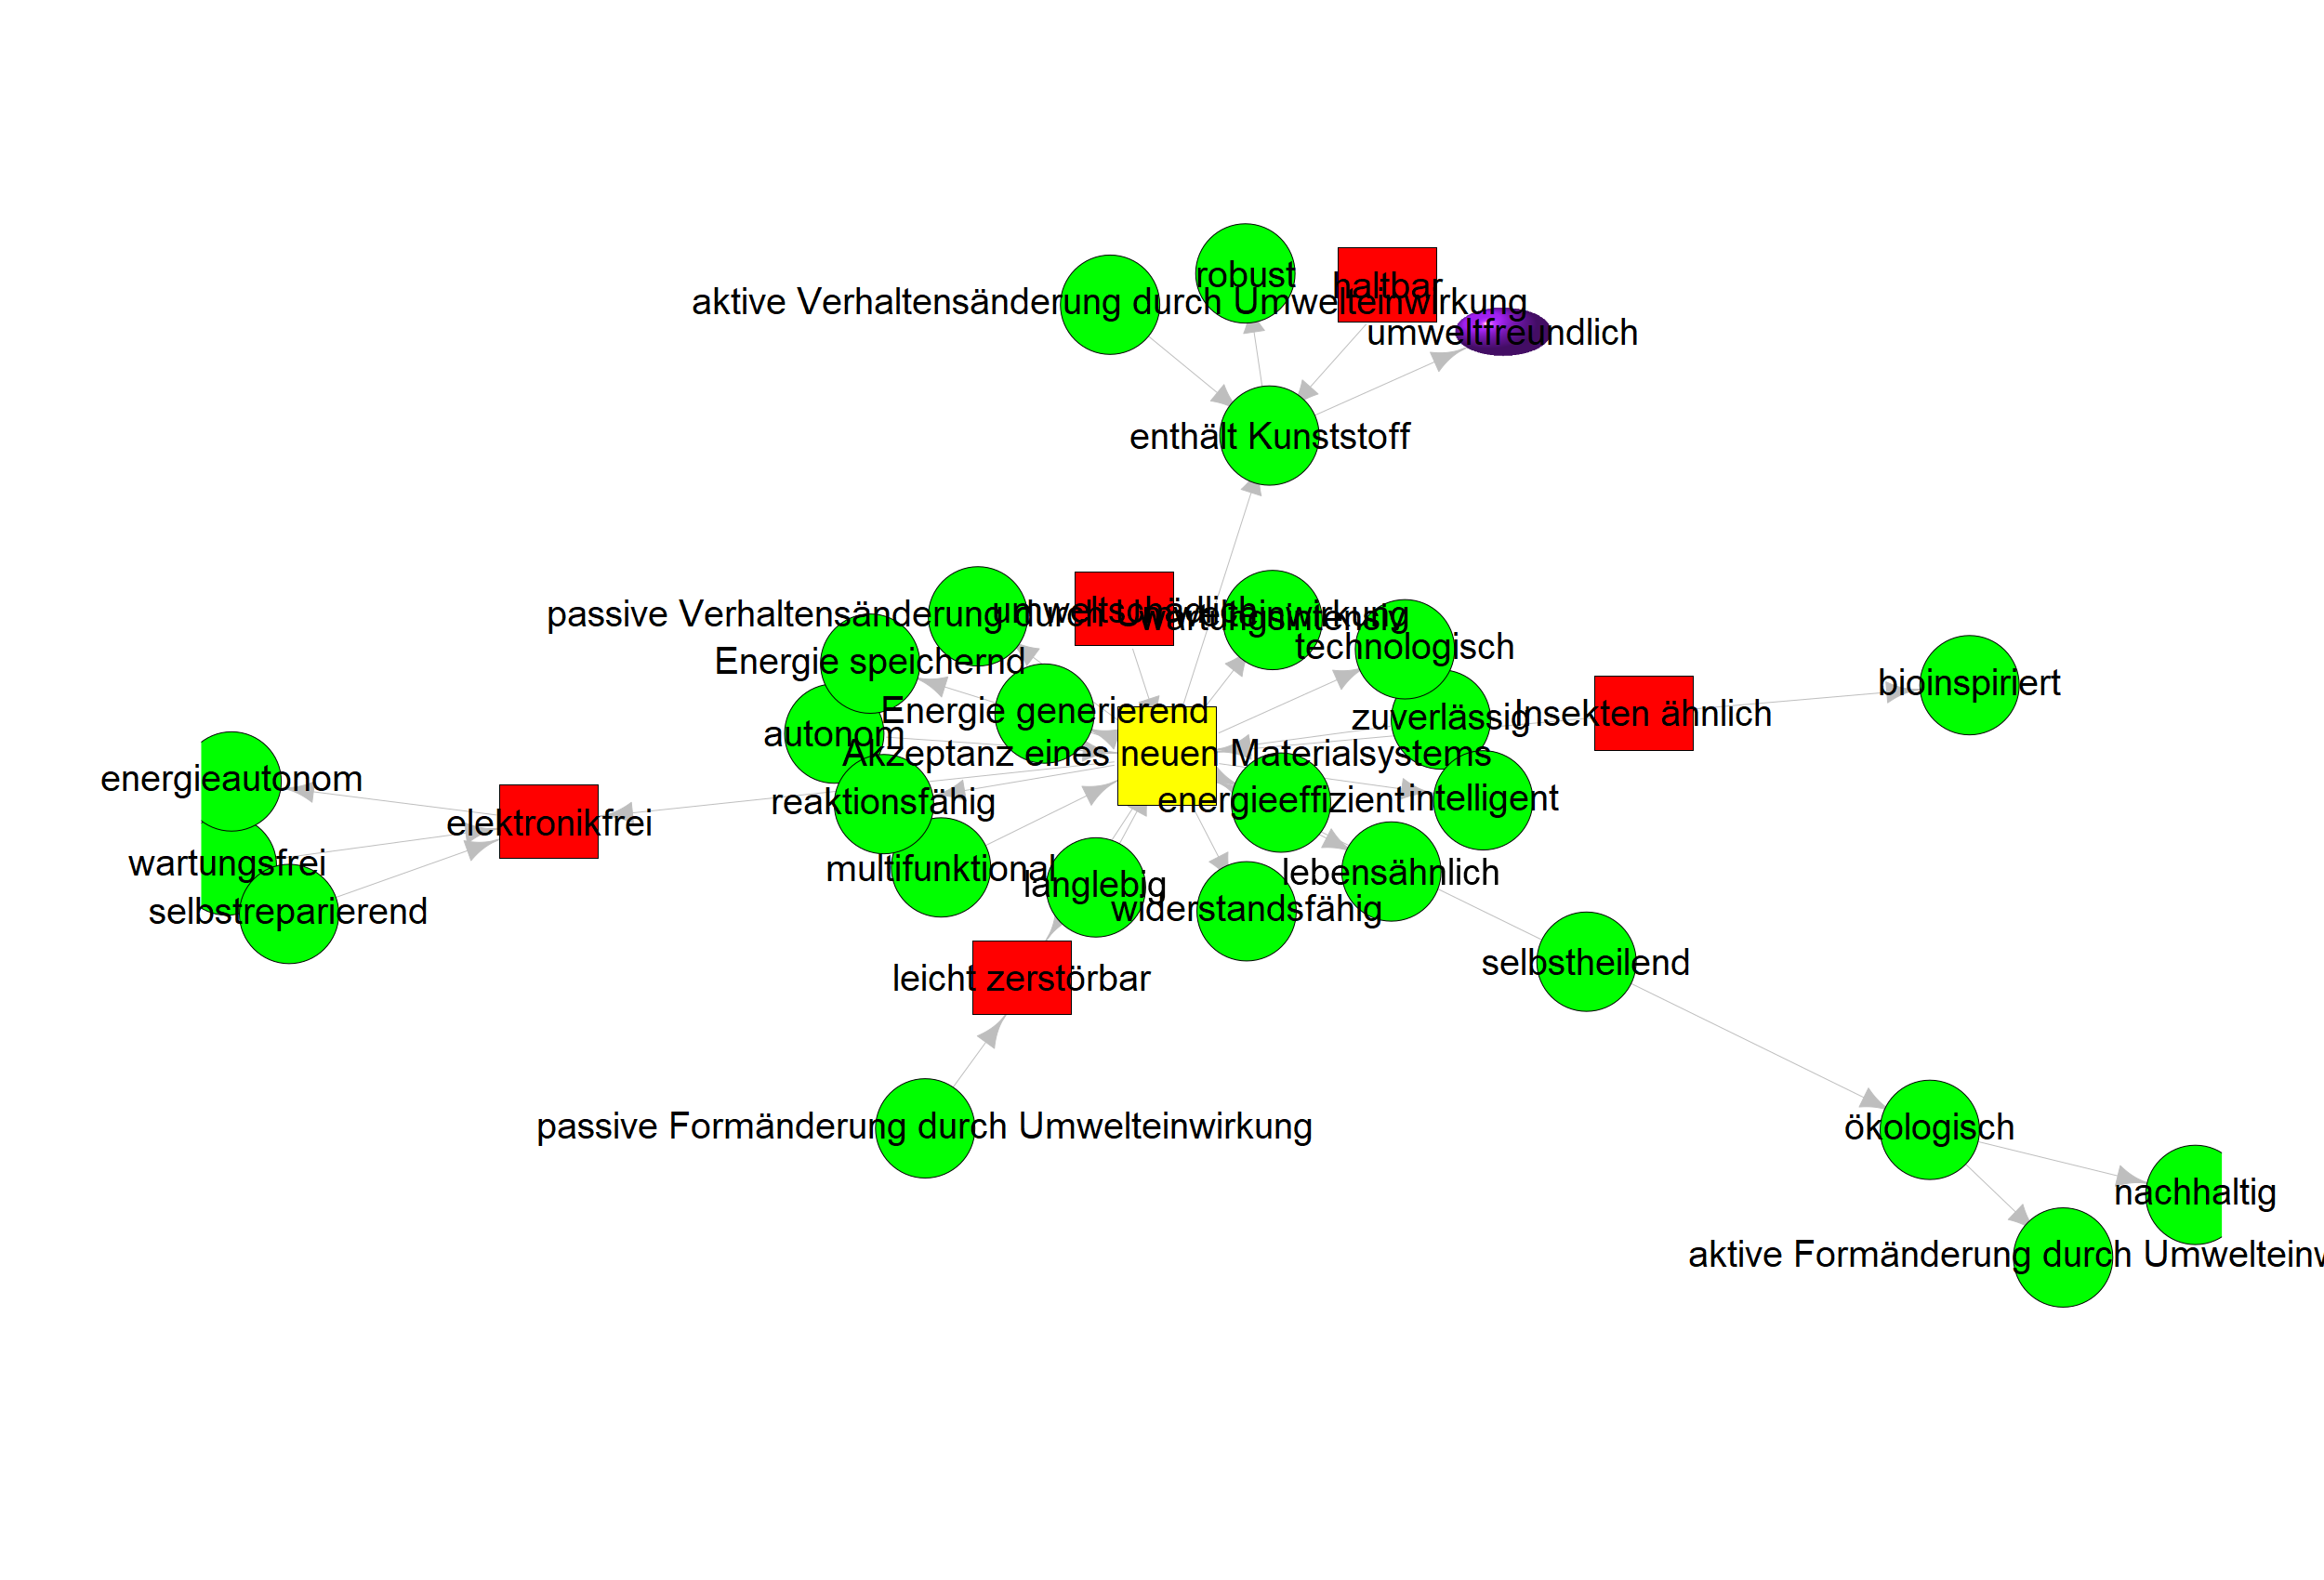 robust
haltbar
aktive Verhaltensänderung durch Umwelteinwirkung
umweltfreundlich
enthält Kunststoff
umweltschädlich
passive Verhaltensänderung durch Umwelteinwirkung
wartungsintensiv
technologisch
Energie speichernd
bioinspiriert
Energie generierend
zuverlässig
Insekten ähnlich
autonom
Akzeptanz eines neuen Materialsystems
energieautonom
reaktionsfähig
energieeffizient
intelligent
elektronikfrei
wartungsfrei
multifunktional
lebensähnlich
langlebig
widerstandsfähig
selbstreparierend
selbstheilend
leicht zerstörbar
passive Formänderung durch Umwelteinwirkung
ökologisch
nachhaltig
aktive Formänderung durch Umwelteinw